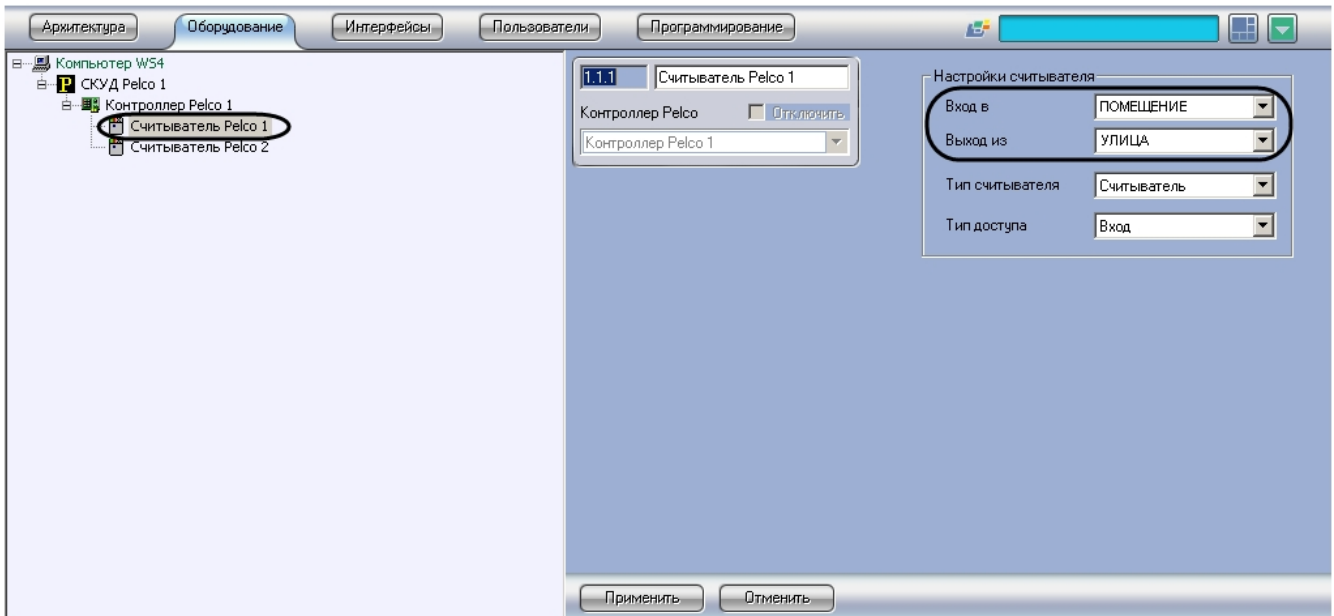 Архитектура Оборудование Интерфейсы Пользователи Программирование
Компьютер WS4
СКУД Pelco 1
Контроллер Pelco 1
Считыватель Pelco 1
Считыватель Pelco 2
1.1.1 Считыватель Pelco 1
Контроллер Pelco Отключить
Контроллер Pelco 1
Настройки считывателя
Вход в ПОМЕЩЕНИЕ
Выход из УЛИЦА
Тип считывателя Считыватель
Тип доступа Вход
Применить Отменить